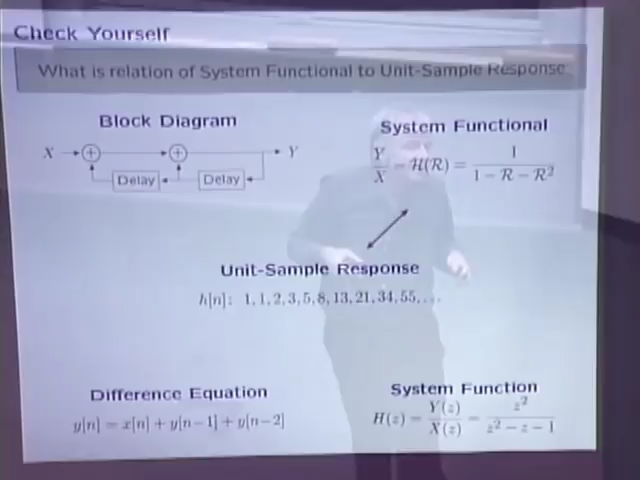 Check Yourself
What is relation of System Functional to Unit-Sample Response
Block Diagram
X + + Y
Delay Delay
System Functional
Y/X = H(R) = 1/(1 − R − R²)
Unit-Sample Response
h[n]: 1, 1, 2, 3, 5, 8, 13, 21, 34, 55, ...
Difference Equation
y[n] = x[n] + y[n−1] + y[n−2]
System Function
H(z) = Y(z)/X(z) = z²/(z² − z − 1)